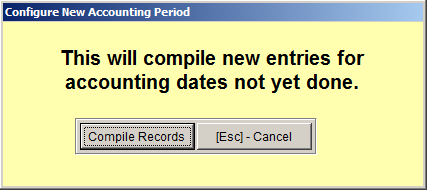 Configure New Accounting Period
This will compile new entries for
accounting dates not yet done.
Compile Records
[Esc] - Cancel